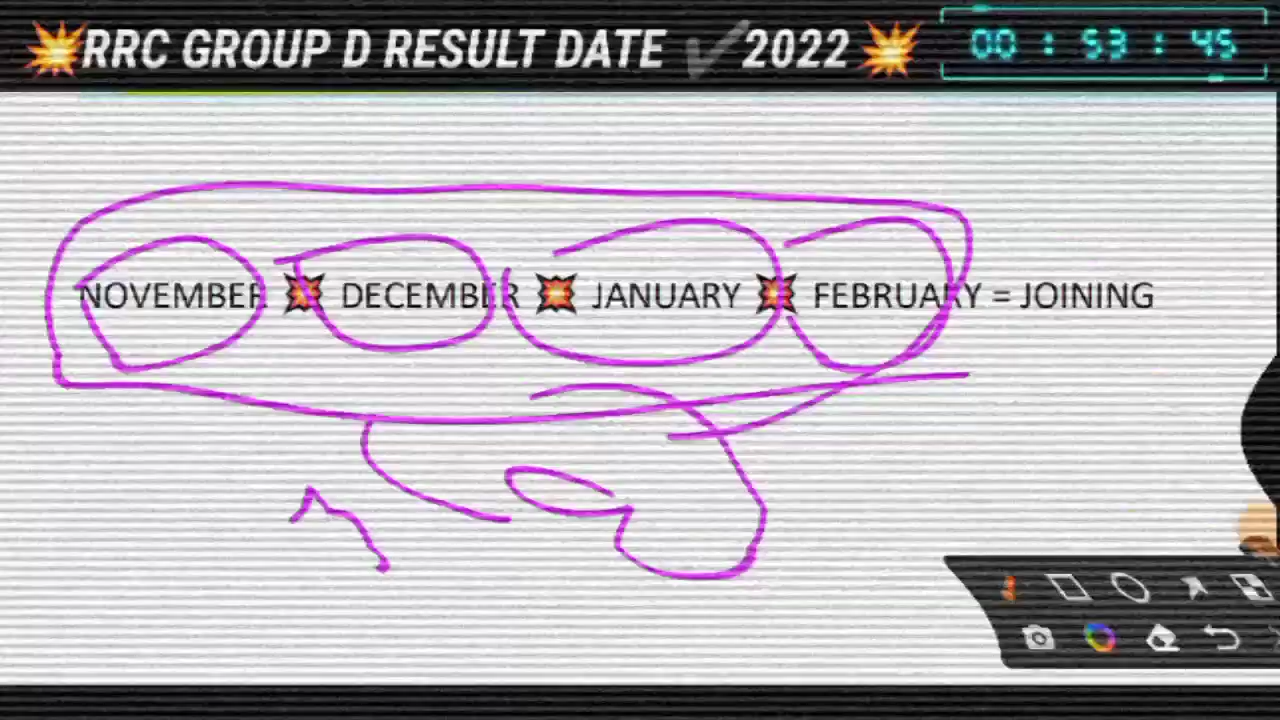 💥RRC GROUP D RESULT DATE ✔2022💥
00 : 53 : 45
NOVEMBER 💥 DECEMBER 💥 JANUARY 💥 FEBRUARY = JOINING